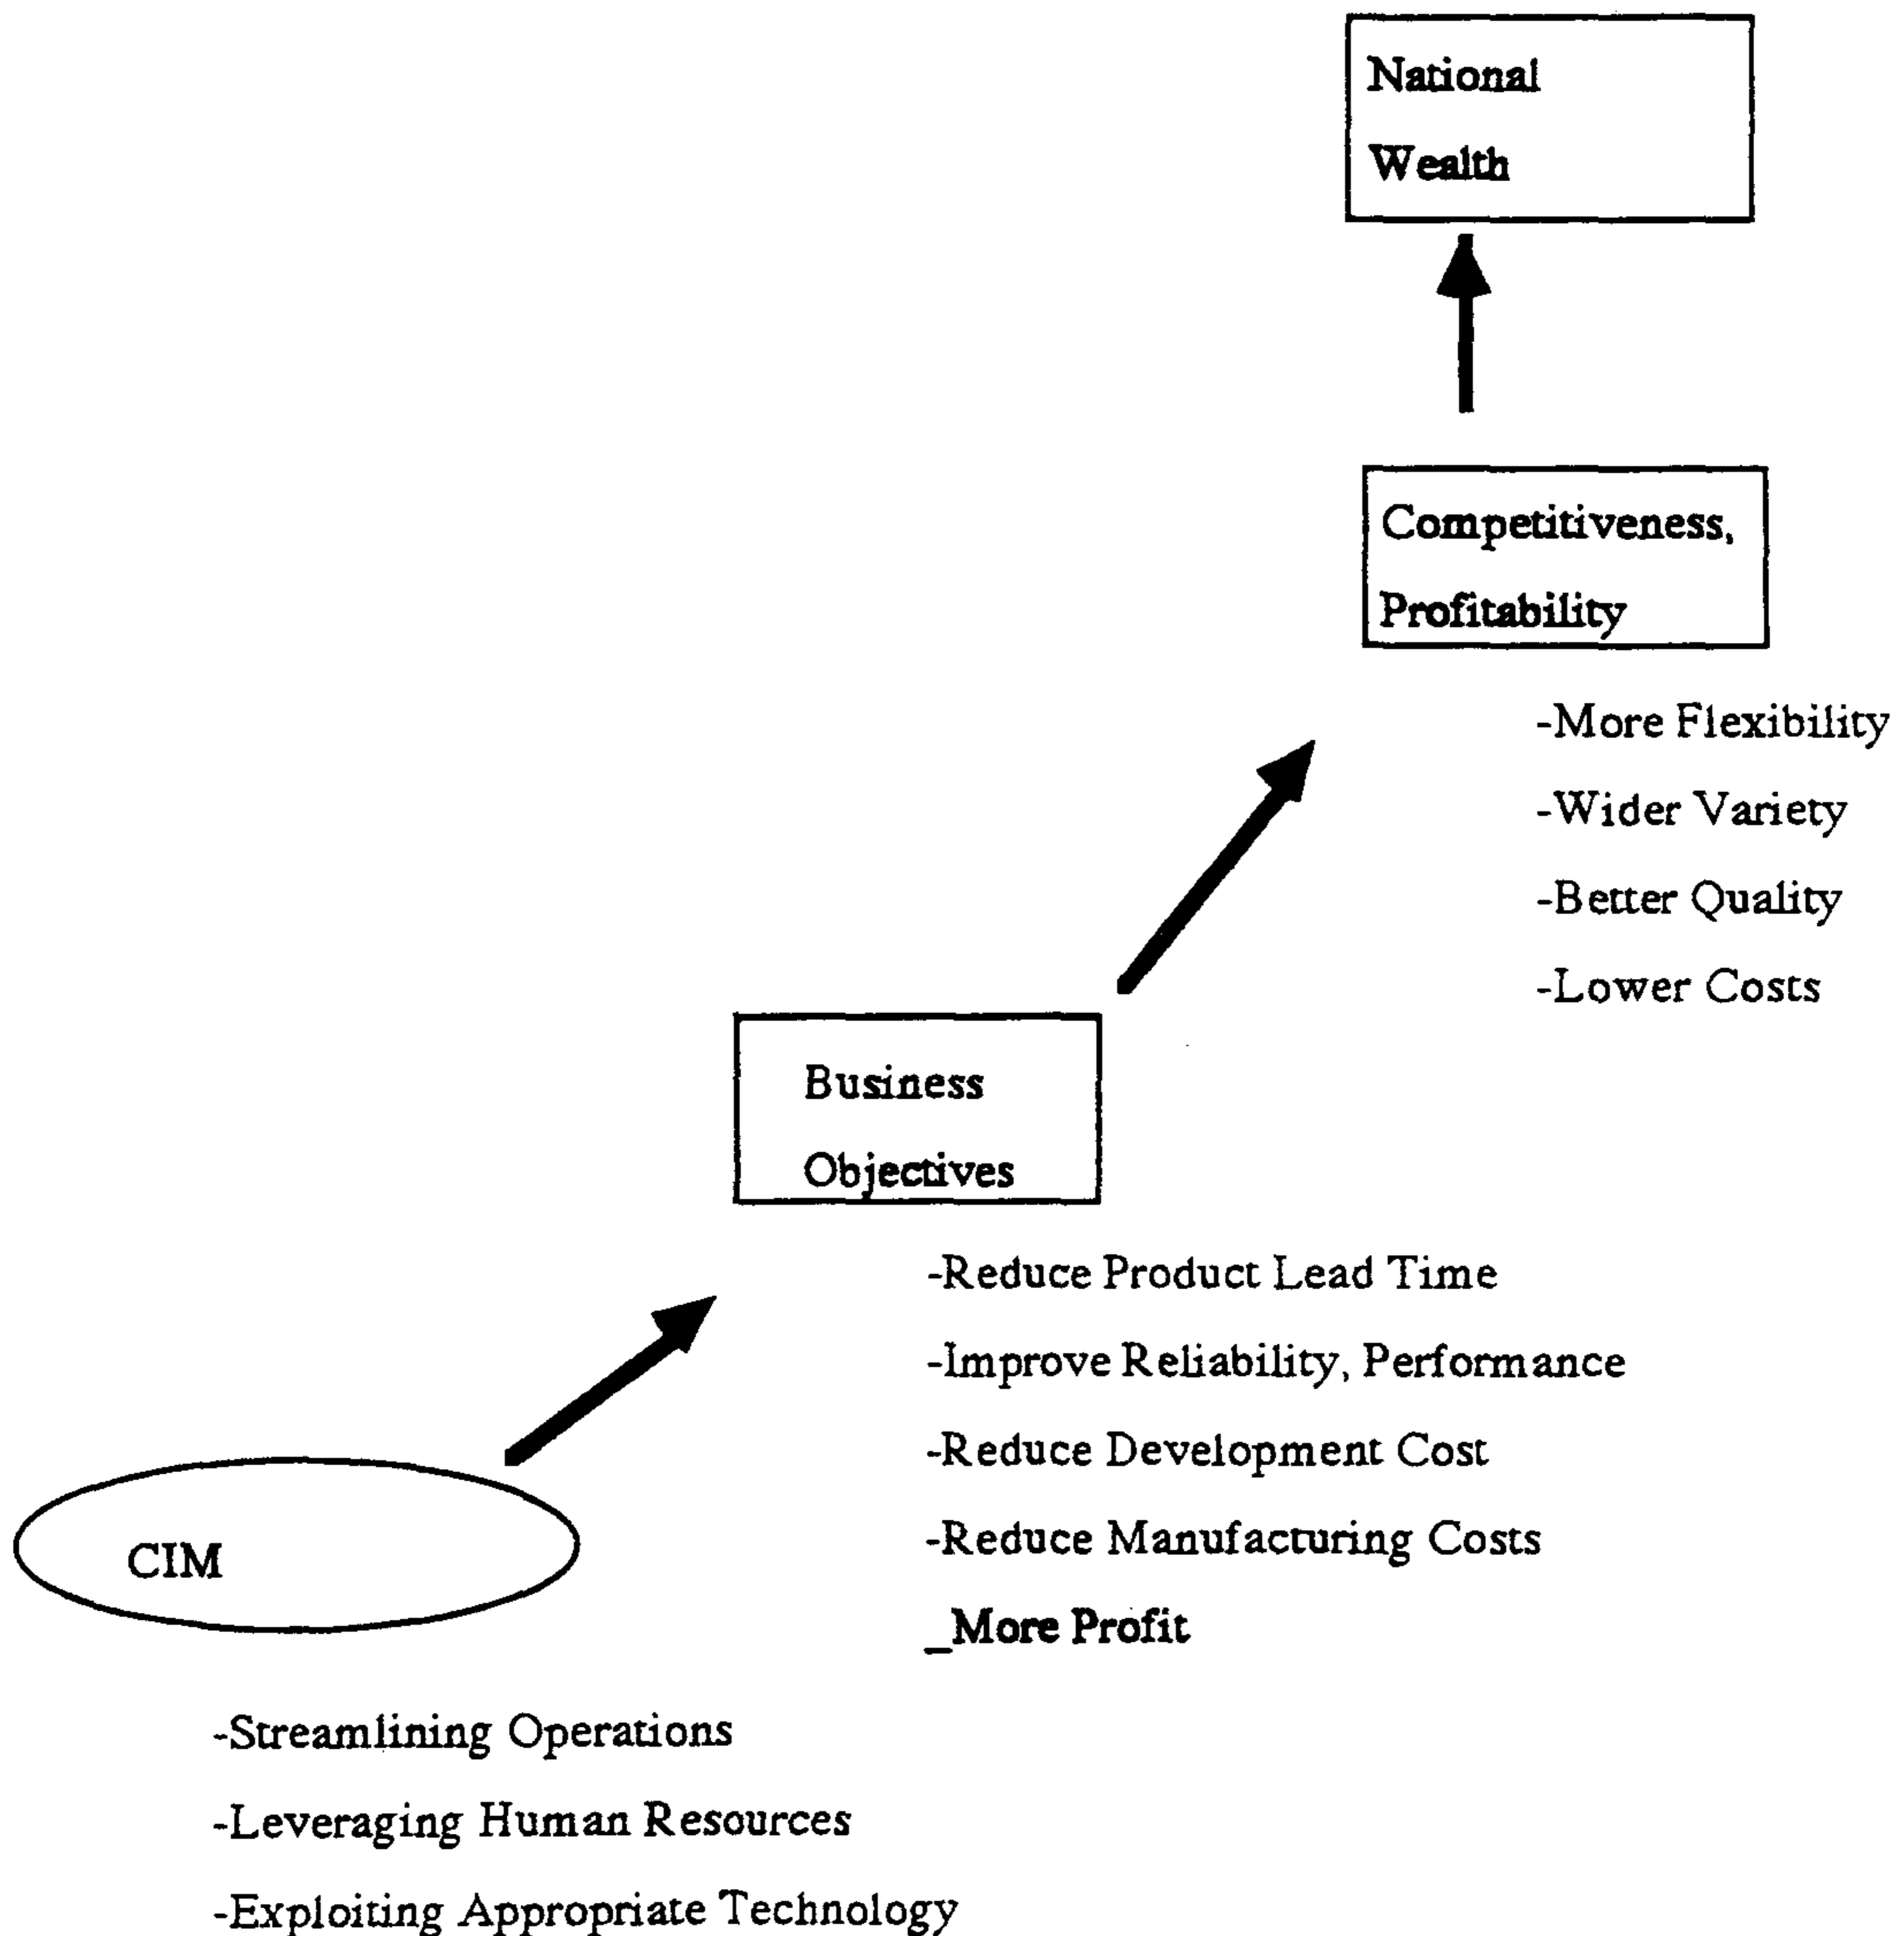 National
Wealth
Competitiveness,
Profitability
-More Flexibility
-Wider Variety
-Better Quality
-Lower Costs
Business
Objectives
-Reduce Product Lead Time
-Improve Reliability, Performance
-Reduce Development Cost
-Reduce Manufacturing Costs
_More Profit
CIM
-Streamlining Operations
-Leveraging Human Resources
-Exploiting Appropriate Technology